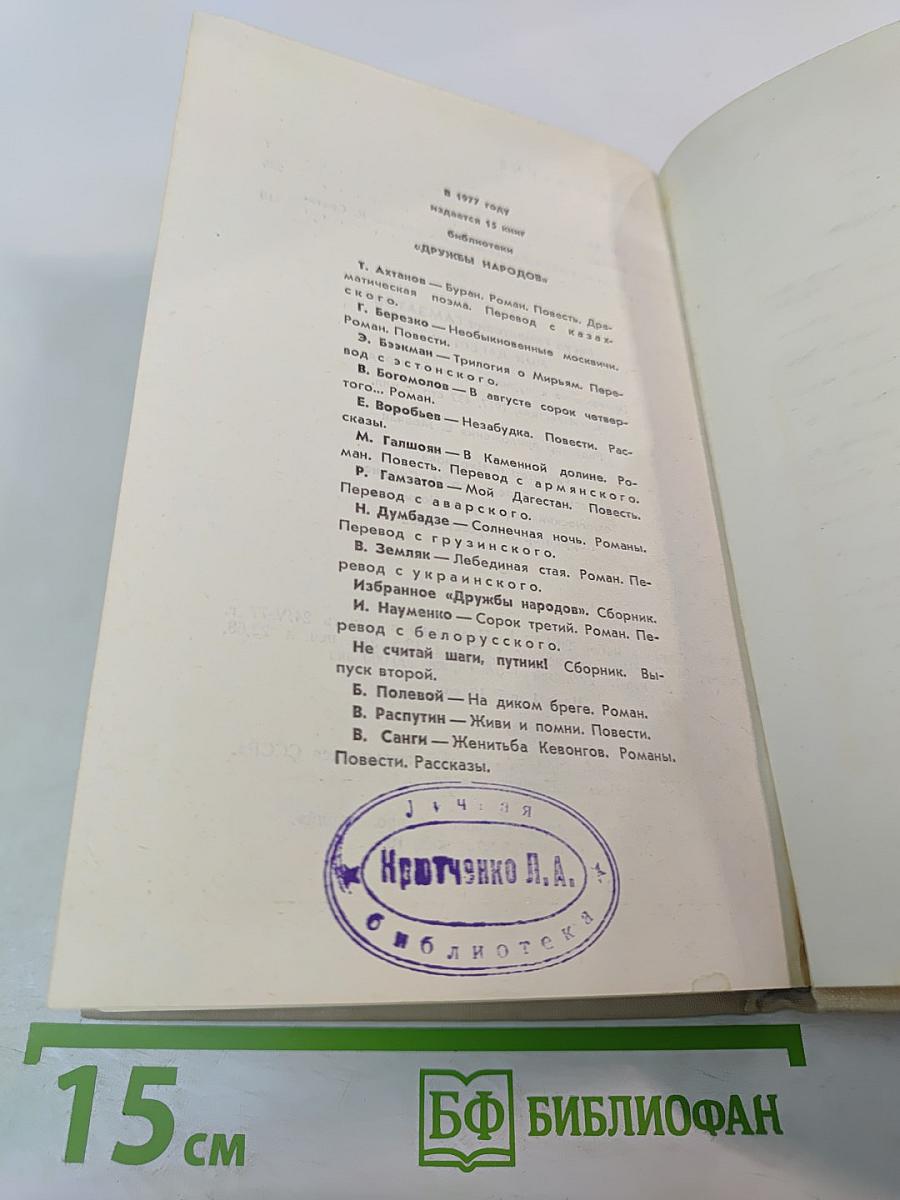 В 1977 году
издается 15 книг
библиотеки
«ДРУЖБЫ НАРОДОВ»
Т. Ахтанов — Буран. Роман. Повесть. Дра-
матическая поэма. Перевод с казах-
ского.
Г. Березко — Необыкновенные москвичи.
Роман. Повести.
Э. Бээкман — Трилогия о Мирьям. Пере-
вод с эстонского.
В. Богомолов — В августе сорок четвер-
того... Роман.
Е. Воробьев — Незабудка. Повести. Рас-
сказы.
М. Галшоян — В Каменной долине. Ро-
ман. Повесть. Перевод с армянского.
Р. Гамзатов — Мой Дагестан. Повесть.
Перевод с аварского.
Н. Думбадзе — Солнечная ночь. Романы.
Перевод с грузинского.
В. Земляк — Лебединая стая. Роман. Пе-
ревод с украинского.
Избранное «Дружбы народов». Сборник.
И. Науменко — Сорок третий. Роман. Пе-
ревод с белорусского.
Не считай шаги, путник! Сборник. Вы-
пуск второй.
Б. Полевой — На диком бреге. Роман.
В. Распутин — Живи и помни. Повести.
В. Санги — Женитьба Кевонгов. Романы.
Повести. Рассказы.
Личная
Крютченко Л.А.
библиотека
15 см
БФ БИБЛИОФАН